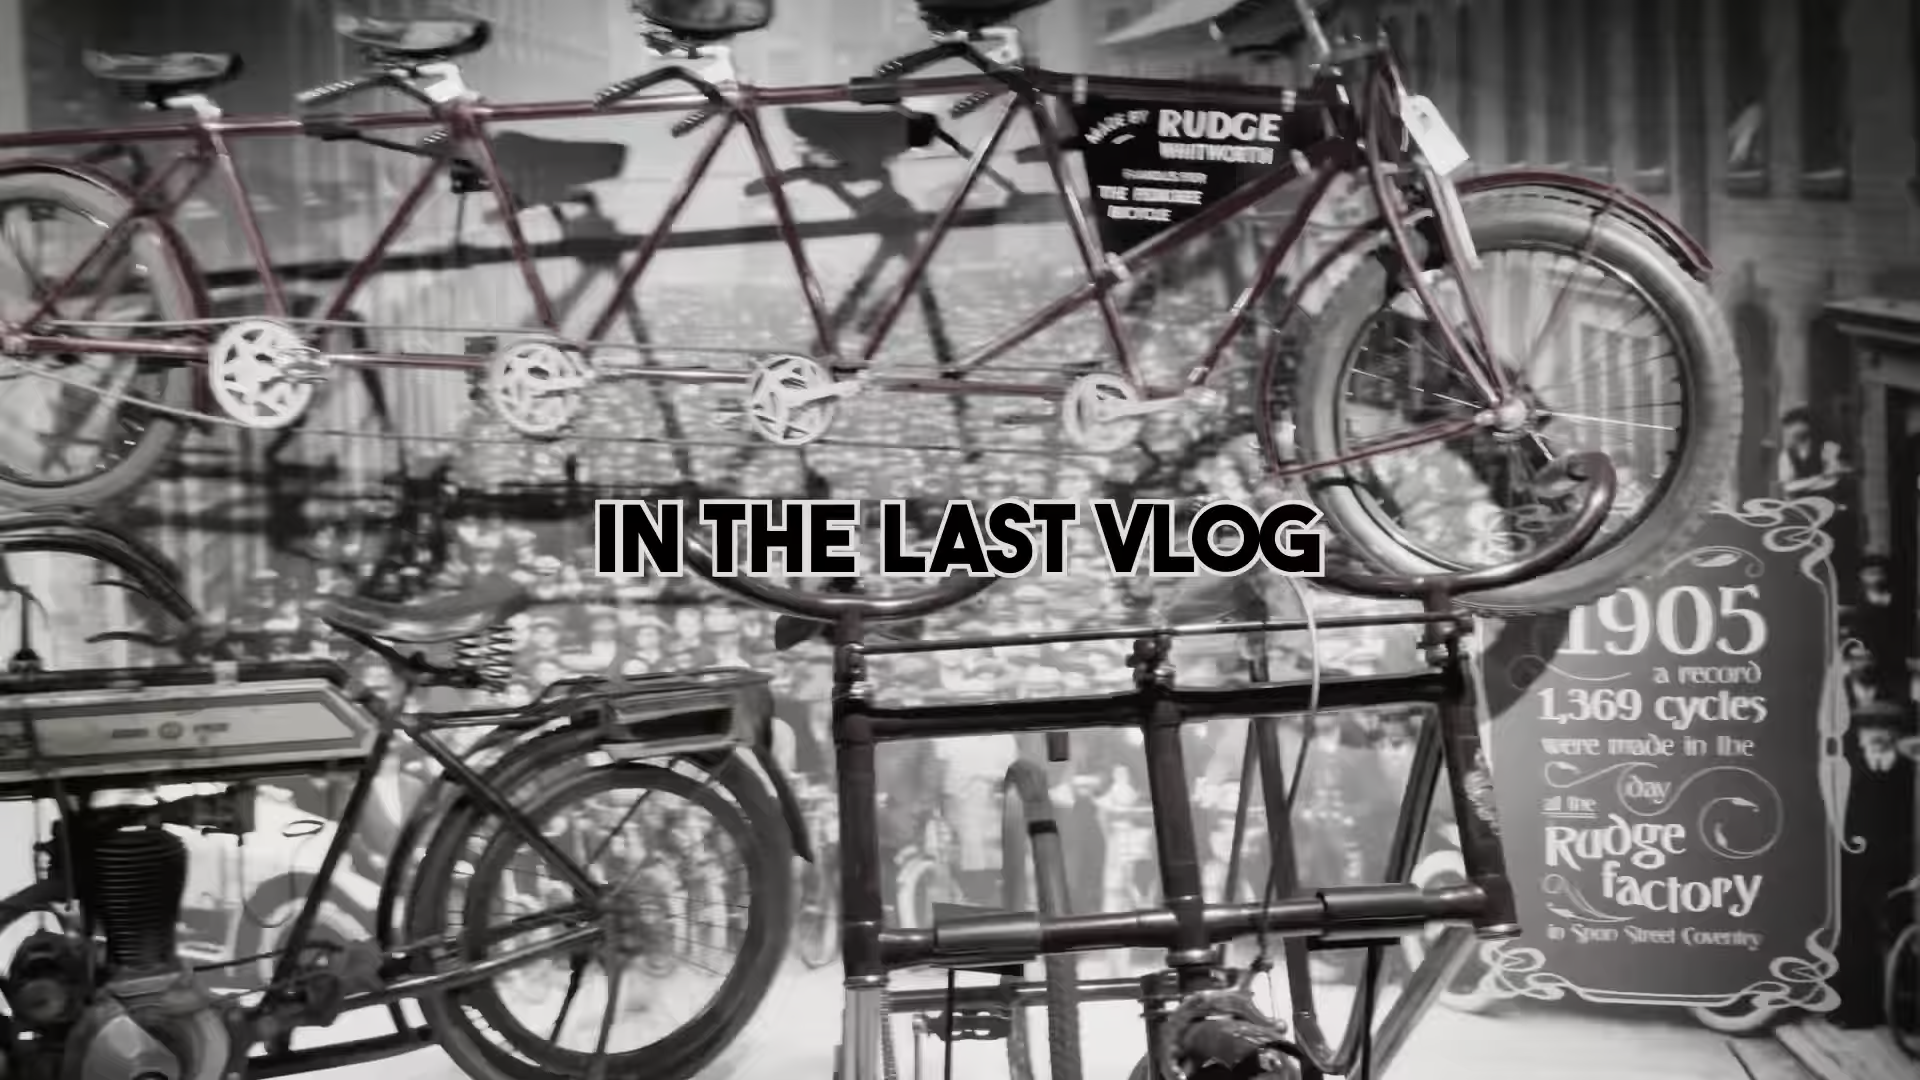 MADE BY
RUDGE
WHITWORTH
BICYCLE
IN THE LAST VLOG
1905
a record
1,369 cycles
were made in the
day
at the
Rudge
factory
in Spon Street Coventry